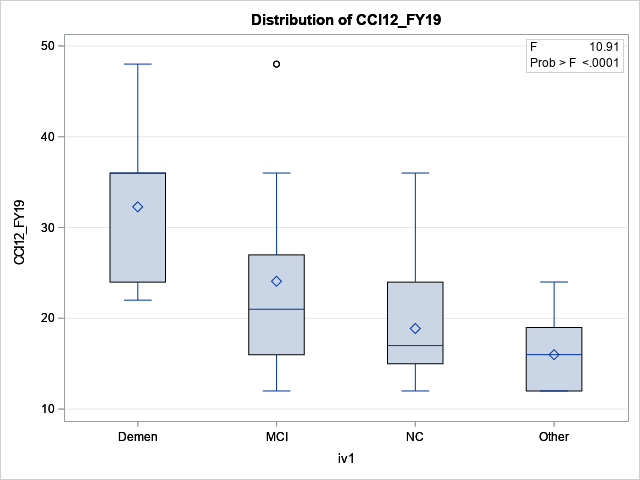 Distribution of CCI12_FY19
F 10.91
Prob > F <.0001
50
40
30
20
10
CCI12_FY19
Demen MCI NC Other
iv1